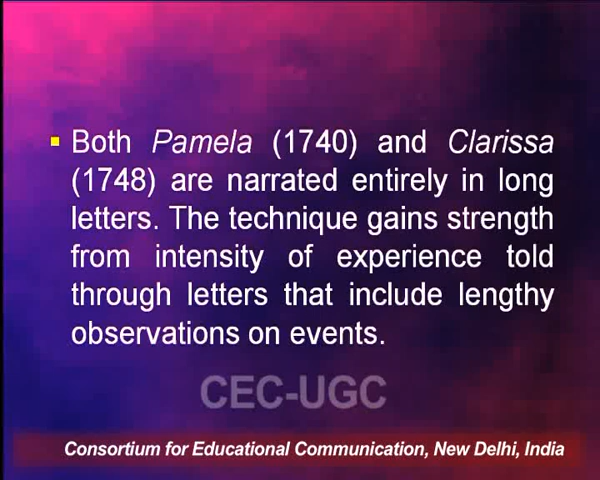 Both Pamela (1740) and Clarissa
(1748) are narrated entirely in long
letters. The technique gains strength
from intensity of experience told
through letters that include lengthy
observations on events.
CEC-UGC
Consortium for Educational Communication, New Delhi, India